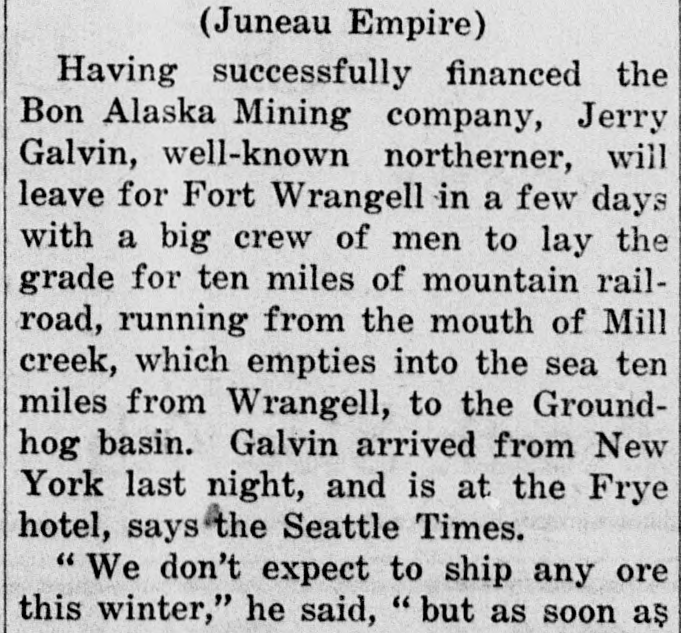 (Juneau Empire)
Having successfully financed the
Bon Alaska Mining company, Jerry
Galvin, well-known northerner, will
leave for Fort Wrangell in a few days
with a big crew of men to lay the
grade for ten miles of mountain rail-
road, running from the mouth of Mill
creek, which empties into the sea ten
miles from Wrangell, to the Ground-
hog basin. Galvin arrived from New
York last night, and is at the Frye
hotel, says the Seattle Times.
“ We don't expect to ship any ore
this winter,” he said, “ but as soon as